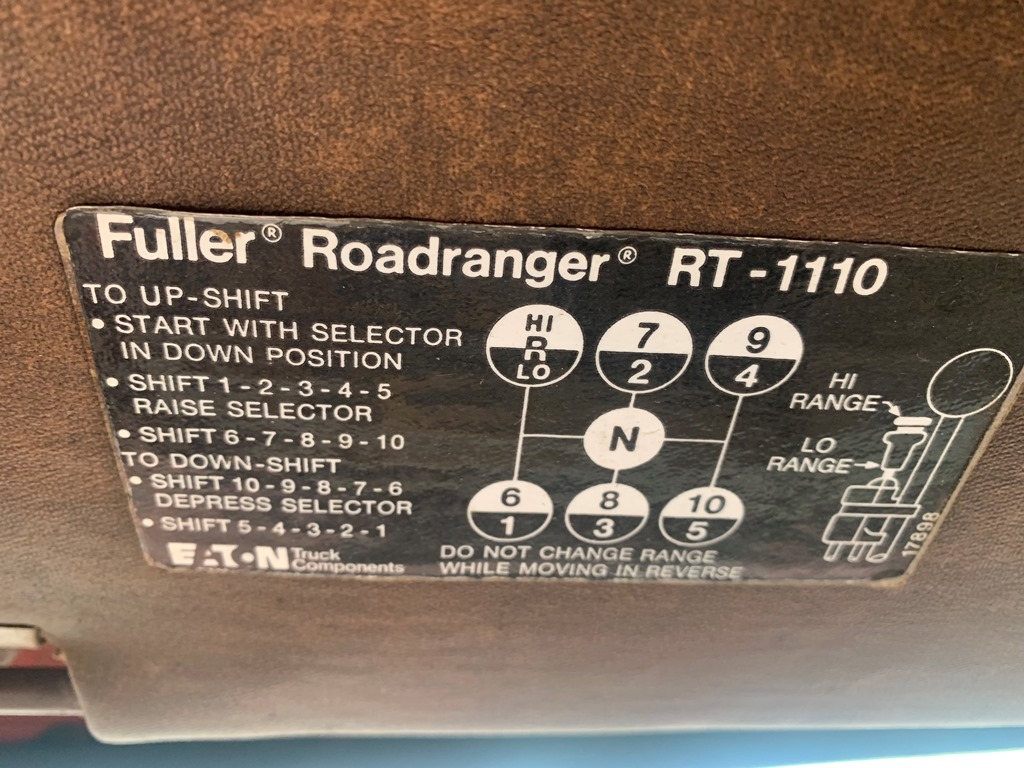 Fuller® Roadranger® RT-1110
TO UP-SHIFT
• START WITH SELECTOR
IN DOWN POSITION
• SHIFT 1-2-3-4-5
RAISE SELECTOR
• SHIFT 6-7-8-9-10
TO DOWN-SHIFT
• SHIFT 10-9-8-7-6
DEPRESS SELECTOR
• SHIFT 5-4-3-2-1
EATON Truck
Components
HI
R
LO
7
2
9
4
N
6
1
8
3
10
5
DO NOT CHANGE RANGE
WHILE MOVING IN REVERSE
HI
RANGE
LO
RANGE
17898